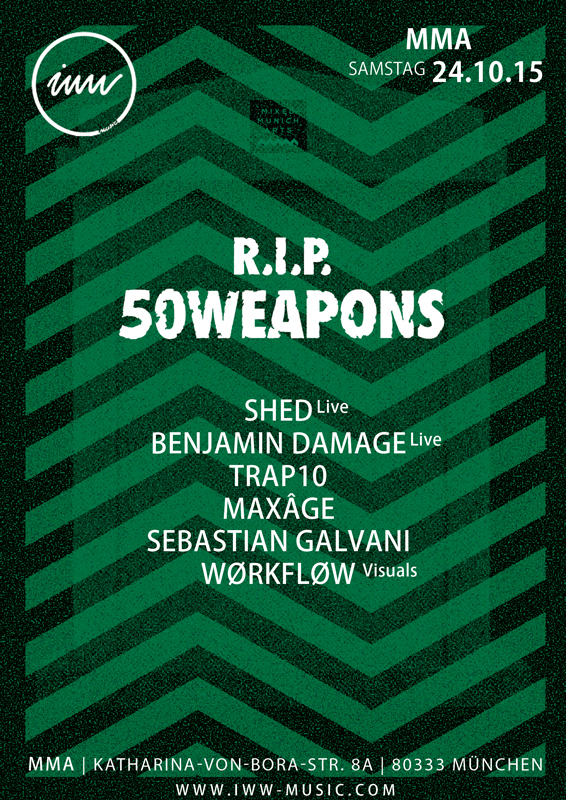 iww
MUSIC
MMA
SAMSTAG 24.10.15
MIXED
MUNICH
ARTS
R.I.P.
50WEAPONS
SHED Live
BENJAMIN DAMAGE Live
TRAP10
MAXÂGE
SEBASTIAN GALVANI
WØRKFLØW Visuals
MMA | KATHARINA-VON-BORA-STR. 8A | 80333 MÜNCHEN
WWW.IWW-MUSIC.COM